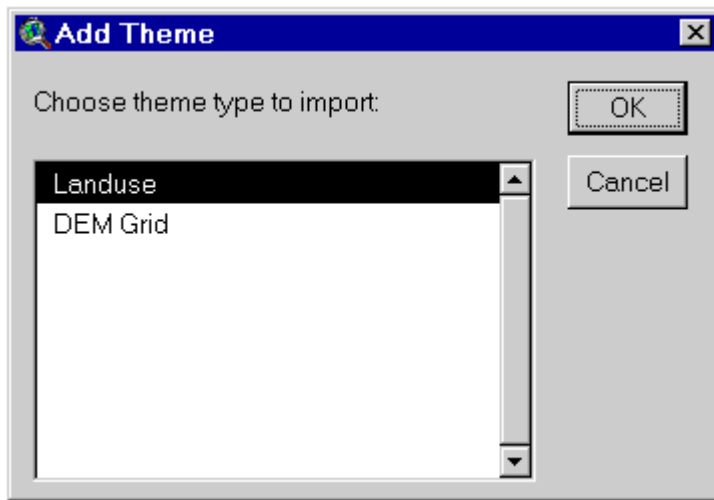 Add Theme
Choose theme type to import:
OK
Cancel
Landuse
DEM Grid